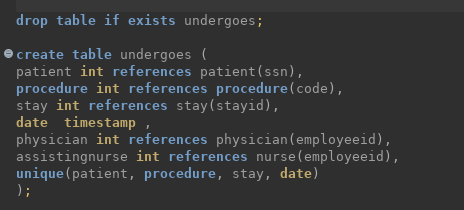 drop table if exists undergoes;
create table undergoes (
patient int references patient(ssn),
procedure int references procedure(code),
stay int references stay(stayid),
date  timestamp ,
physician int references physician(employeeid),
assistingnurse int references nurse(employeeid),
unique(patient, procedure, stay, date)
);